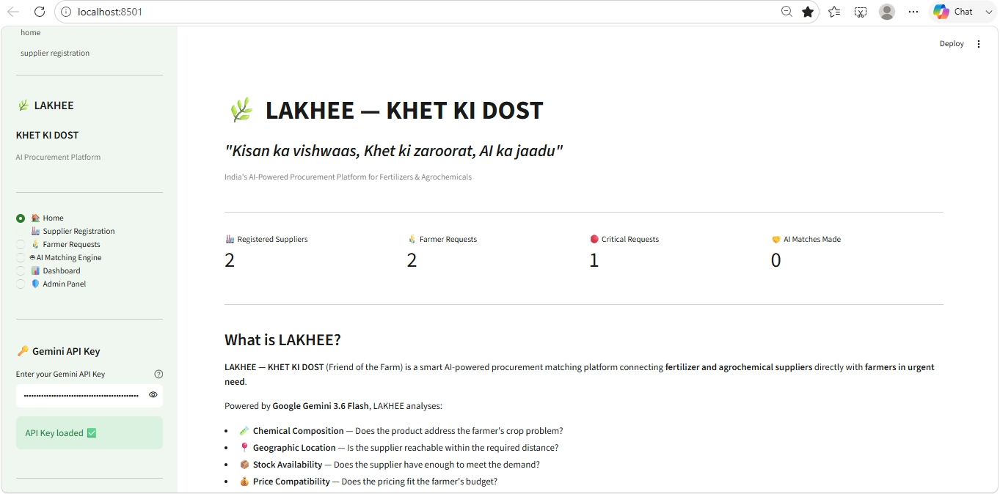 localhost:8501
Chat
home
supplier registration
Deploy
🌿 LAKHEE
KHET KI DOST
AI Procurement Platform
Home
Supplier Registration
Farmer Requests
AI Matching Engine
Dashboard
Admin Panel
🔑 Gemini API Key
Enter your Gemini API Key
API Key loaded ✅
🌿 LAKHEE — KHET KI DOST
"Kisan ka vishwaas, Khet ki zaroorat, AI ka jaadu"
India's AI-Powered Procurement Platform for Fertilizers & Agrochemicals
Registered Suppliers
2
Farmer Requests
2
Critical Requests
1
AI Matches Made
0
What is LAKHEE?
LAKHEE — KHET KI DOST (Friend of the Farm) is a smart AI-powered procurement matching platform connecting fertilizer and agrochemical suppliers directly with farmers in urgent
need.
Powered by Google Gemini 3.6 Flash, LAKHEE analyses:
• 🧪 Chemical Composition — Does the product address the farmer's crop problem?
• 📍 Geographic Location — Is the supplier reachable within the required distance?
• 📦 Stock Availability — Does the supplier have enough to meet the demand?
• 💰 Price Compatibility — Does the pricing fit the farmer's budget?